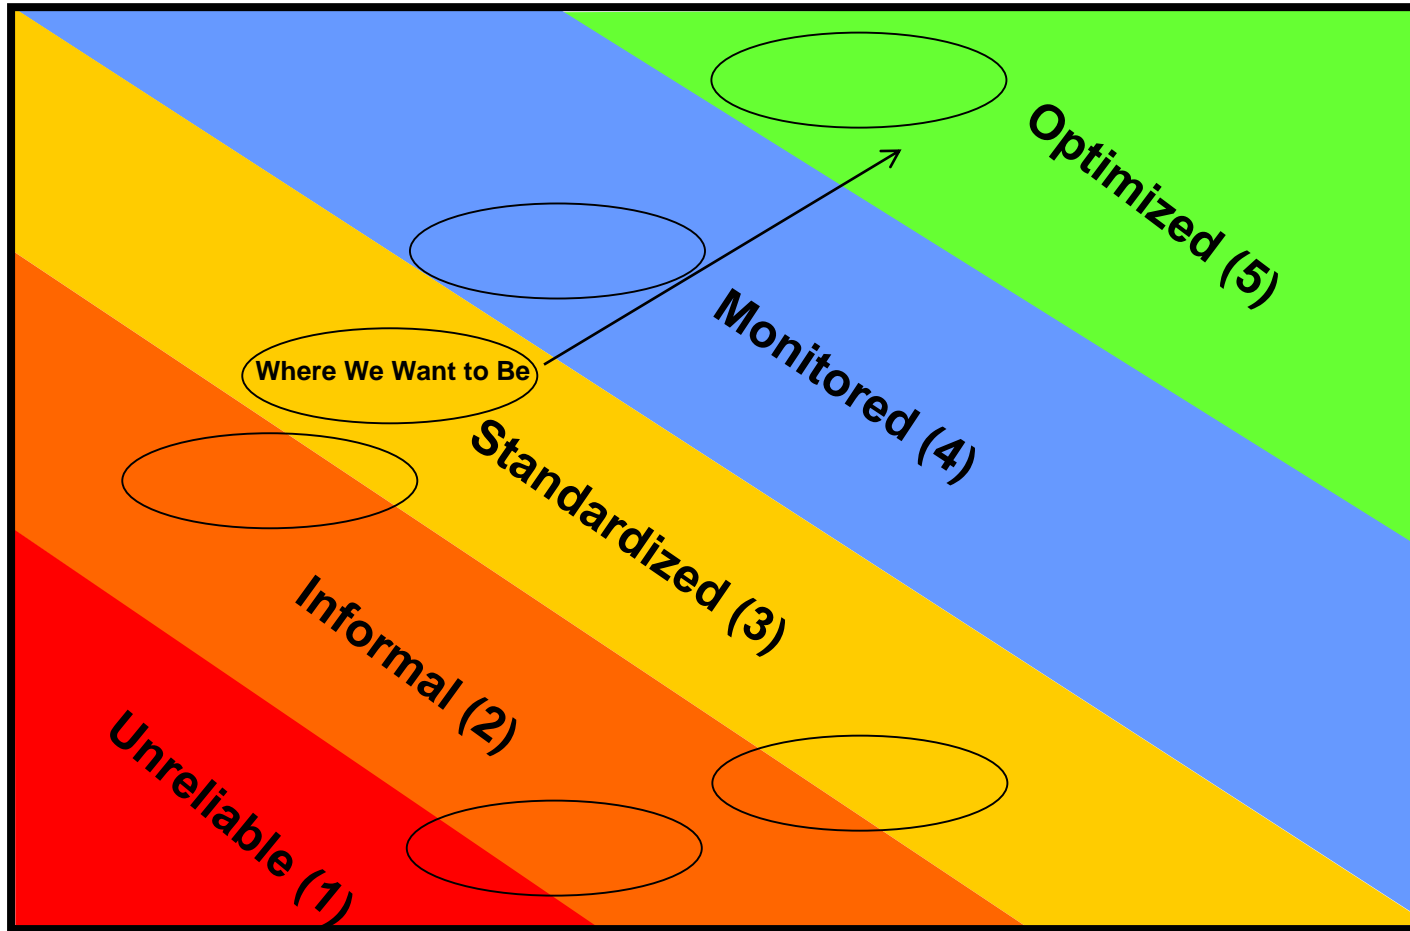 Optimized (5)
Monitored (4)
Where We Want to Be
Standardized (3)
Informal (2)
Unreliable (1)